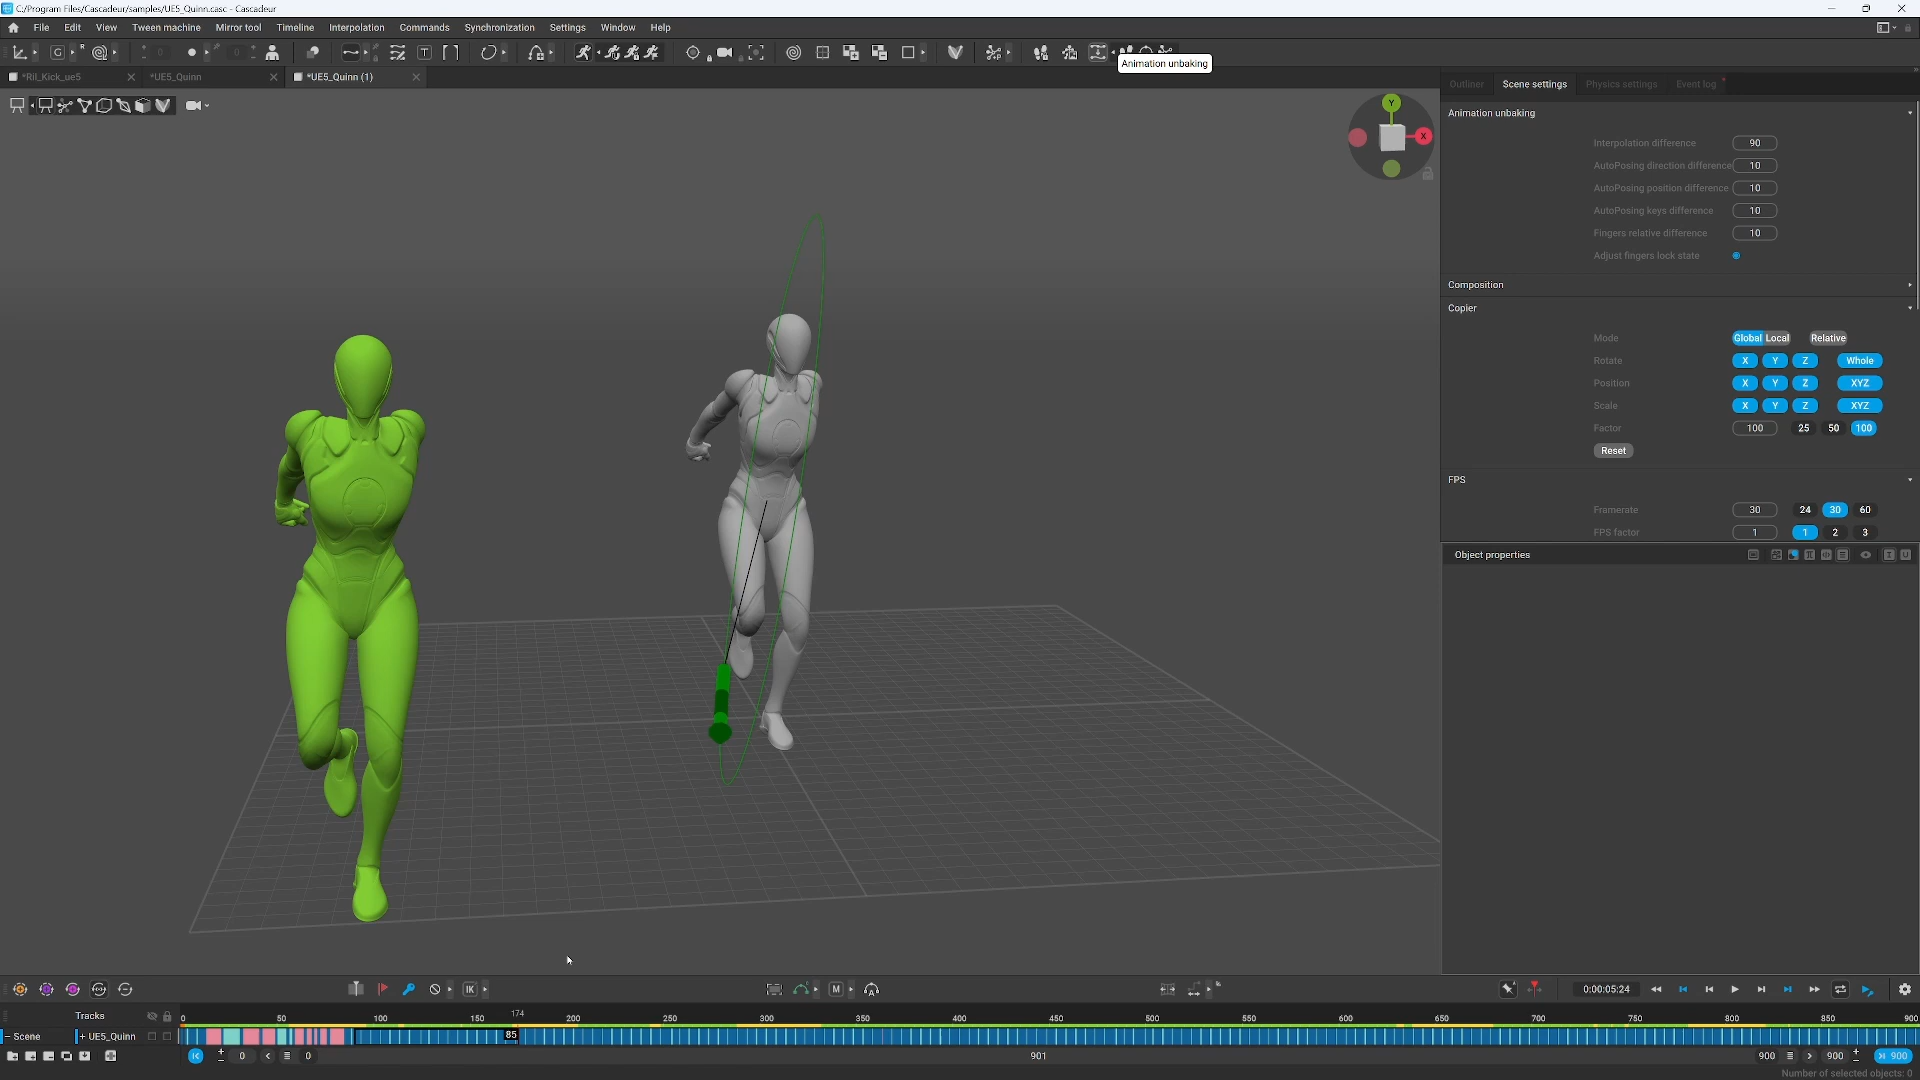 C:/Program Files/Cascadeur/samples/UE5_Quinn.casc - Cascadeur
File Edit View Tween machine Mirror tool Timeline Interpolation Commands Synchronization Settings Window Help
G R 0 0 T
Animation unbaking
*Ril_Kick_ue5 *UE5_Quinn *UE5_Quinn (1)
Outliner Scene settings Physics settings Event log
Y
X
Animation unbaking
Interpolation difference 90
AutoPosing direction difference 10
AutoPosing position difference 10
AutoPosing keys difference 10
Fingers relative difference 10
Adjust fingers lock state
Composition
Copier
Mode Global Local Relative
Rotate X Y Z Whole
Position X Y Z XYZ
Scale X Y Z XYZ
Factor 100 25 50 100
Reset
FPS
Framerate 30 24 30 60
FPS factor 1 1 2 3
Object properties
IK M A 0:00:05:24
Tracks 0 50 100 150 174 200 250 300 350 400 450 500 550 600 650 700 750 800 850 900
Scene + UE5_Quinn 85
0 0 901 900 900 900
Number of selected objects: 0